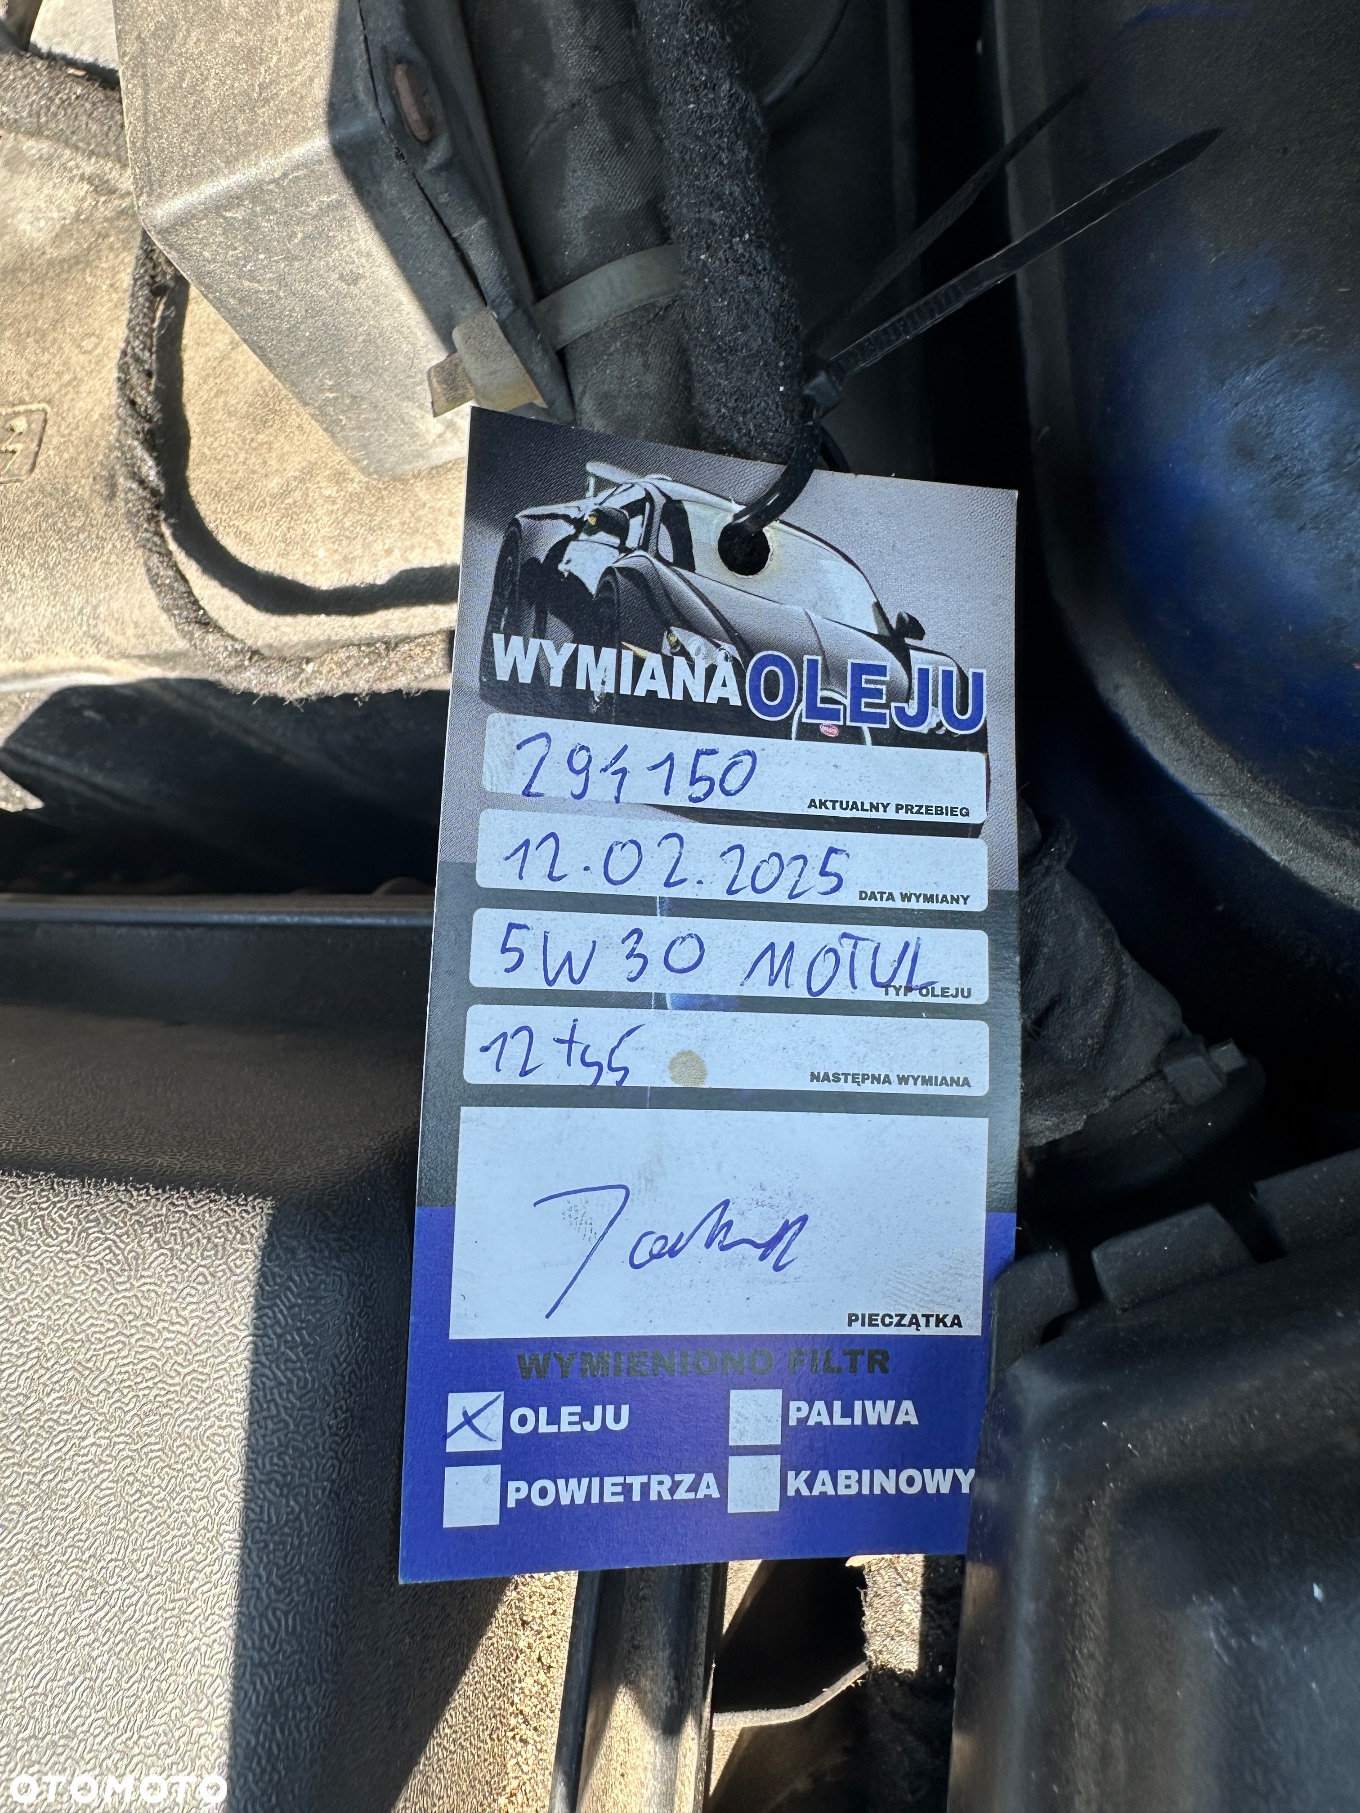 WYMIANA OLEJU
294150
AKTUALNY PRZEBIEG
12.02.2025
DATA WYMIANY
5W30 MOTUL
TYP OLEJU
12 tyś
NASTĘPNA WYMIANA
PIECZĄTKA
WYMIENIONO FILTR
X OLEJU
PALIWA
POWIETRZA
KABINOWY
OTOMOTO